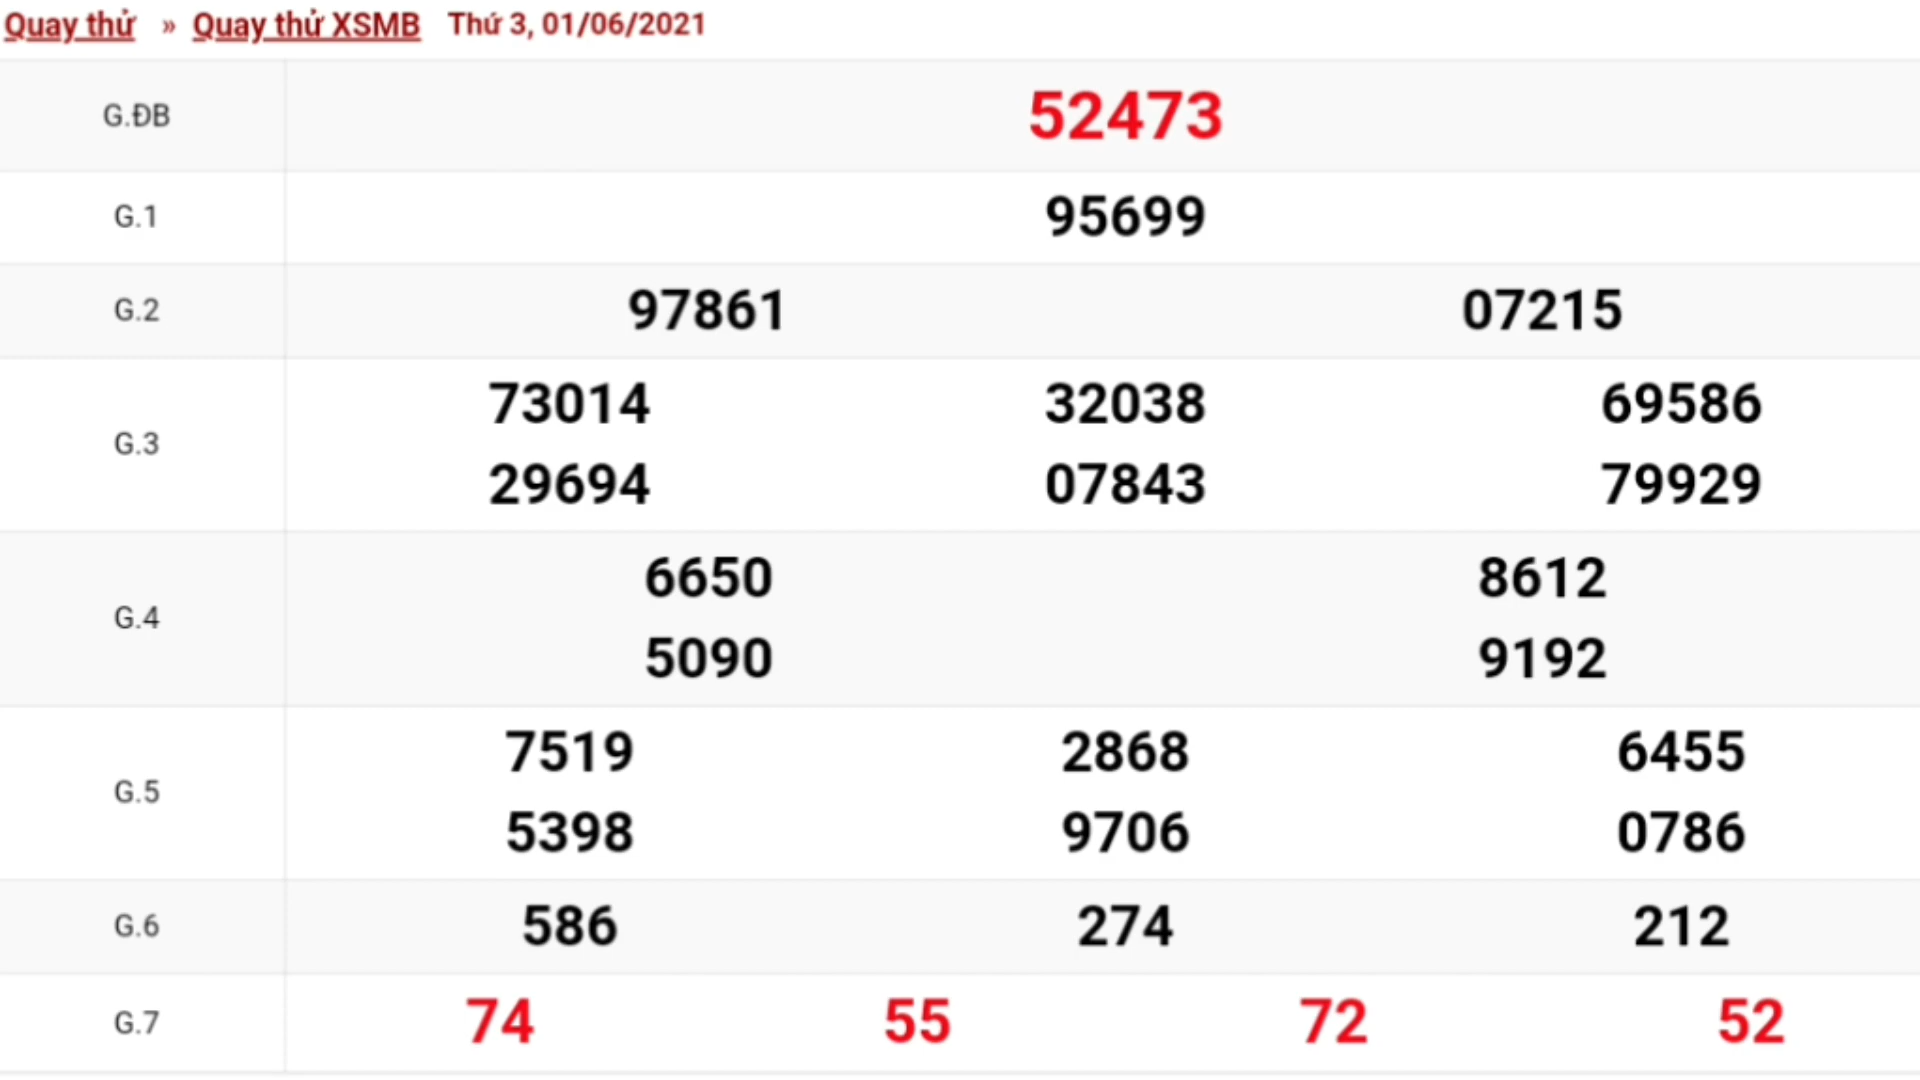 Quay thử » Quay thử XSMB Thứ 3, 01/06/2021
G.ĐB 52473
G.1 95699
G.2 97861 07215
G.3 73014 32038 69586
29694 07843 79929
G.4 6650 8612
5090 9192
G.5 7519 2868 6455
5398 9706 0786
G.6 586 274 212
G.7 74 55 72 52